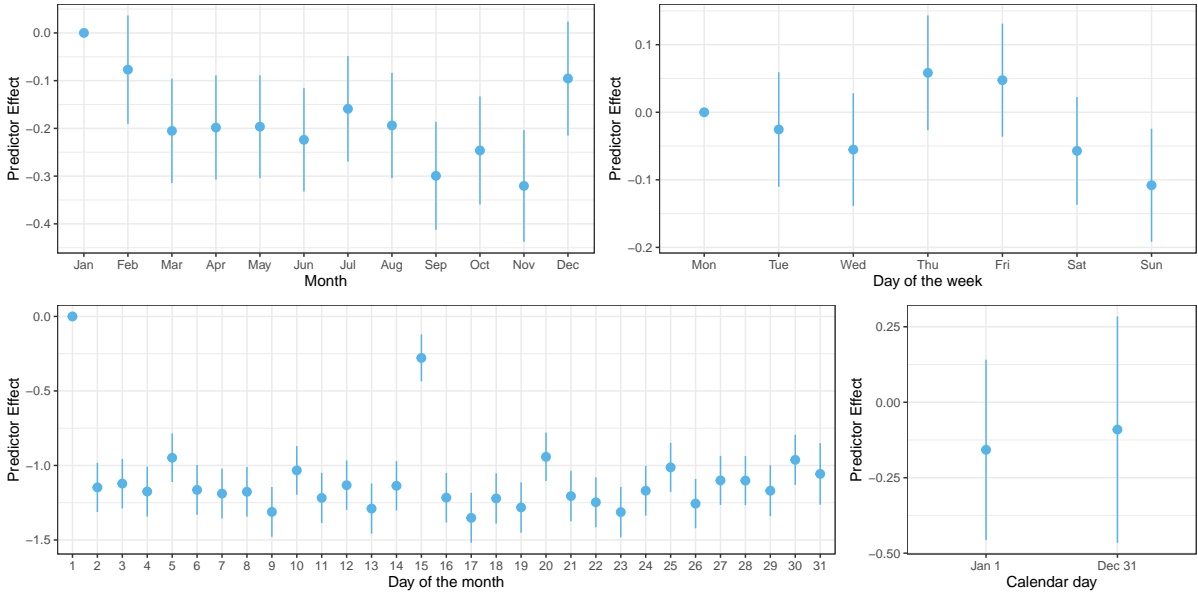 Predictor Effect
0.0
−0.1
−0.2
−0.3
−0.4
Jan Feb Mar Apr May Jun Jul Aug Sep Oct Nov Dec
Month
Predictor Effect
0.1
0.0
−0.1
−0.2
Mon Tue Wed Thu Fri Sat Sun
Day of the week
Predictor Effect
0.0
−0.5
−1.0
−1.5
1 2 3 4 5 6 7 8 9 10 11 12 13 14 15 16 17 18 19 20 21 22 23 24 25 26 27 28 29 30 31
Day of the month
Predictor Effect
0.25
0.00
−0.25
−0.50
Jan 1 Dec 31
Calendar day